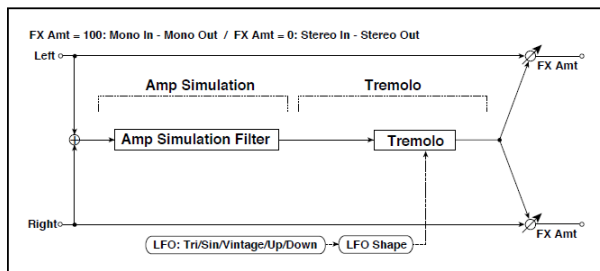 FX Amt = 100: Mono In - Mono Out / FX Amt = 0: Stereo In - Stereo Out
Left
FX Amt
Amp Simulation
Tremolo
Amp Simulation Filter
Tremolo
Right
FX Amt
LFO: Tri/Sin/Vintage/Up/Down
LFO Shape